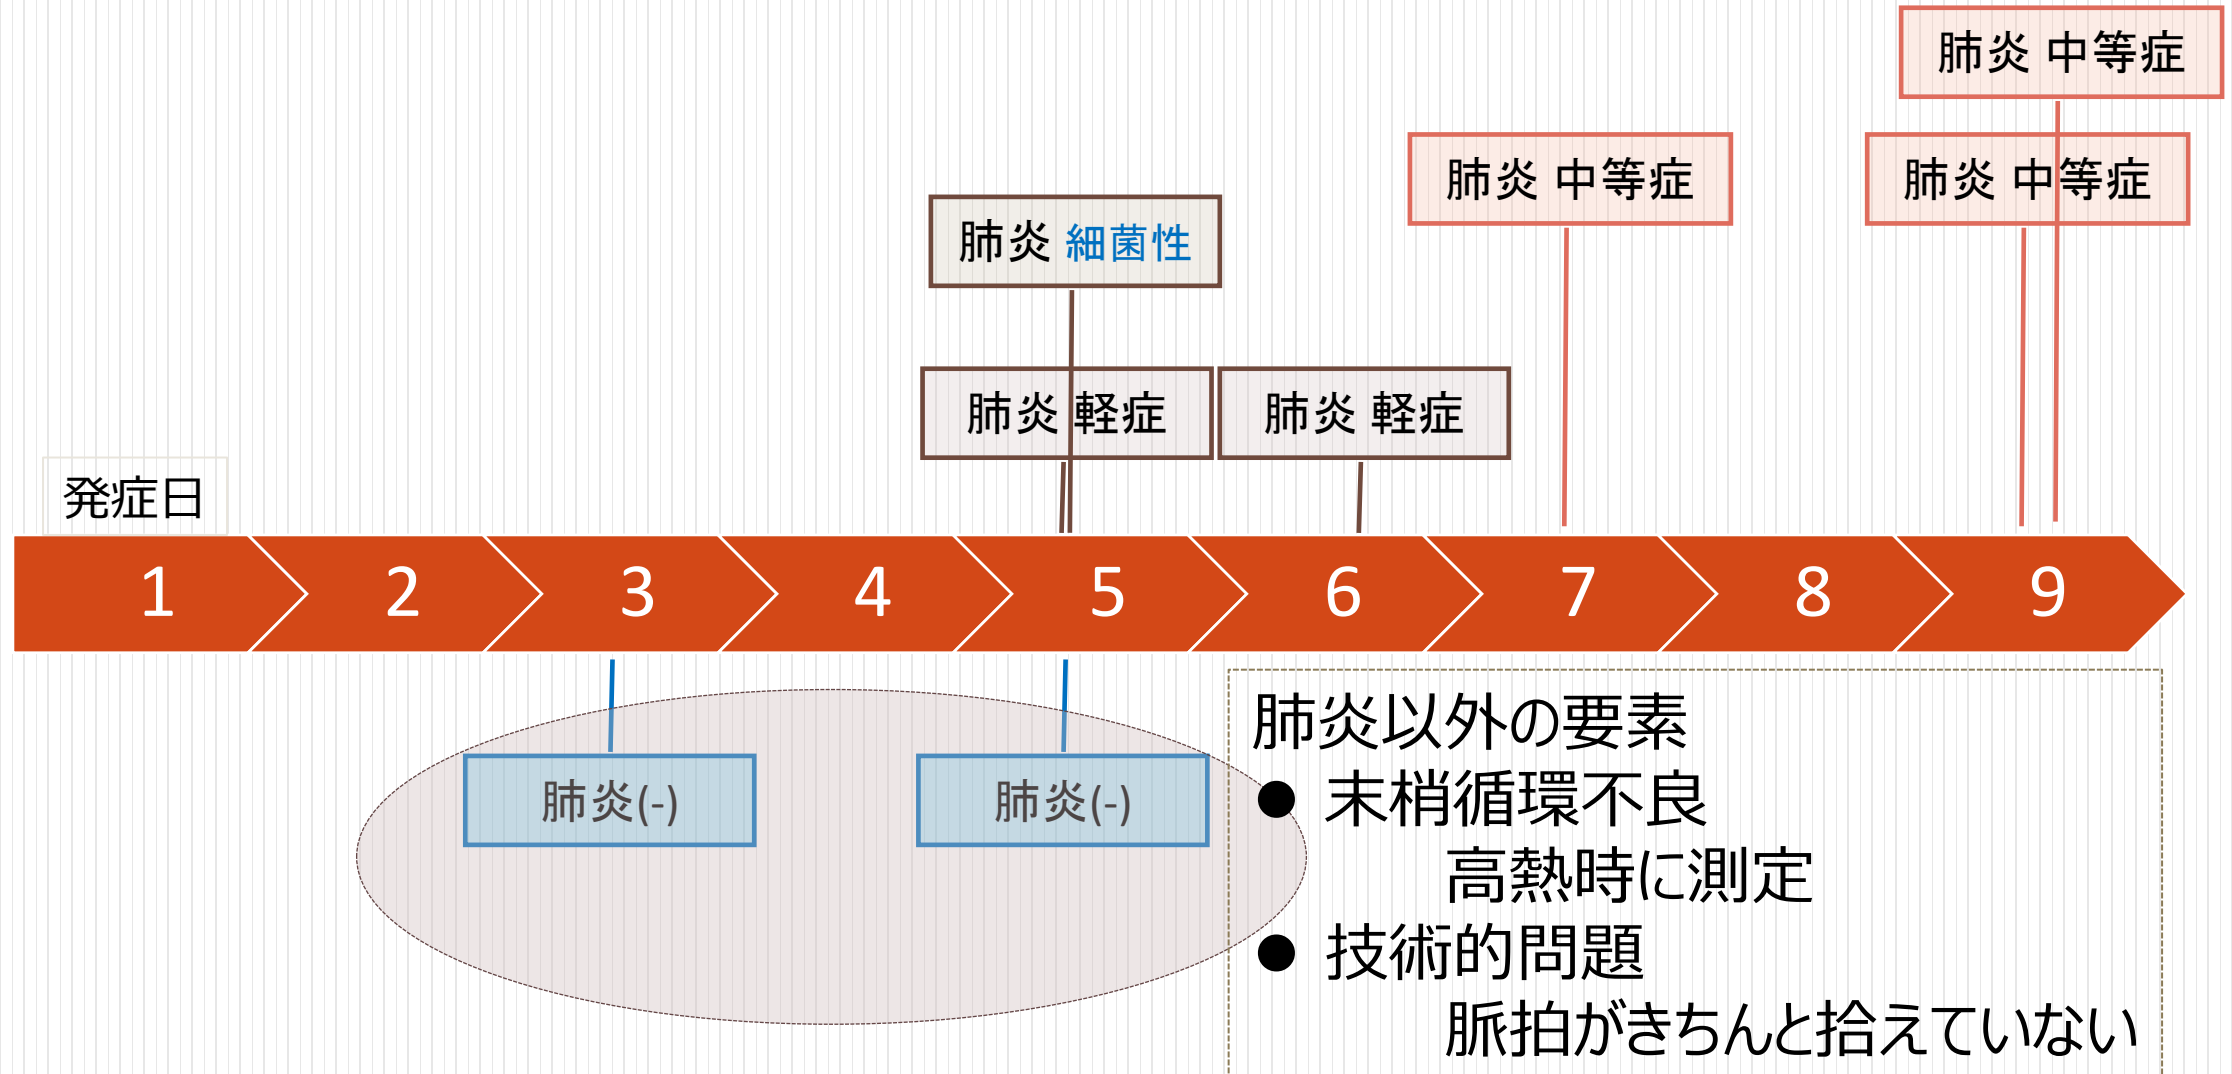 肺炎 中等症
肺炎 中等症
肺炎 中等症
肺炎 細菌性
肺炎 軽症
肺炎 軽症
発症日
1 2 3 4 5 6 7 8 9
肺炎(-)
肺炎(-)
肺炎以外の要素
● 末梢循環不良
高熱時に測定
● 技術的問題
脈拍がきちんと拾えていない